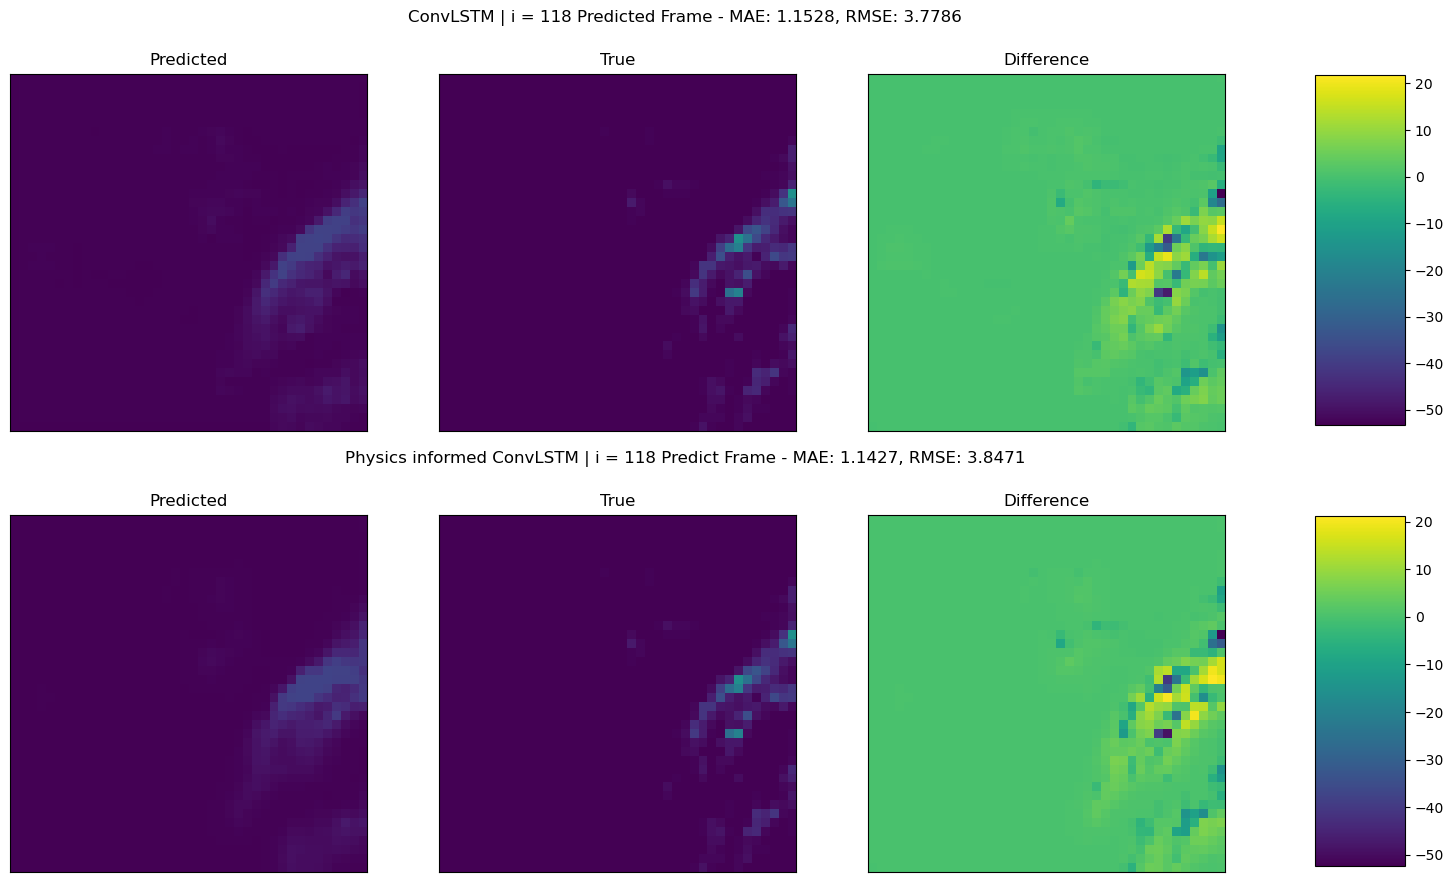 ConvLSTM | i = 118 Predicted Frame - MAE: 1.1528, RMSE: 3.7786
Predicted
True
Difference
20
10
0
−10
−20
−30
−40
−50
Physics informed ConvLSTM | i = 118 Predict Frame - MAE: 1.1427, RMSE: 3.8471
Predicted
True
Difference
20
10
0
−10
−20
−30
−40
−50